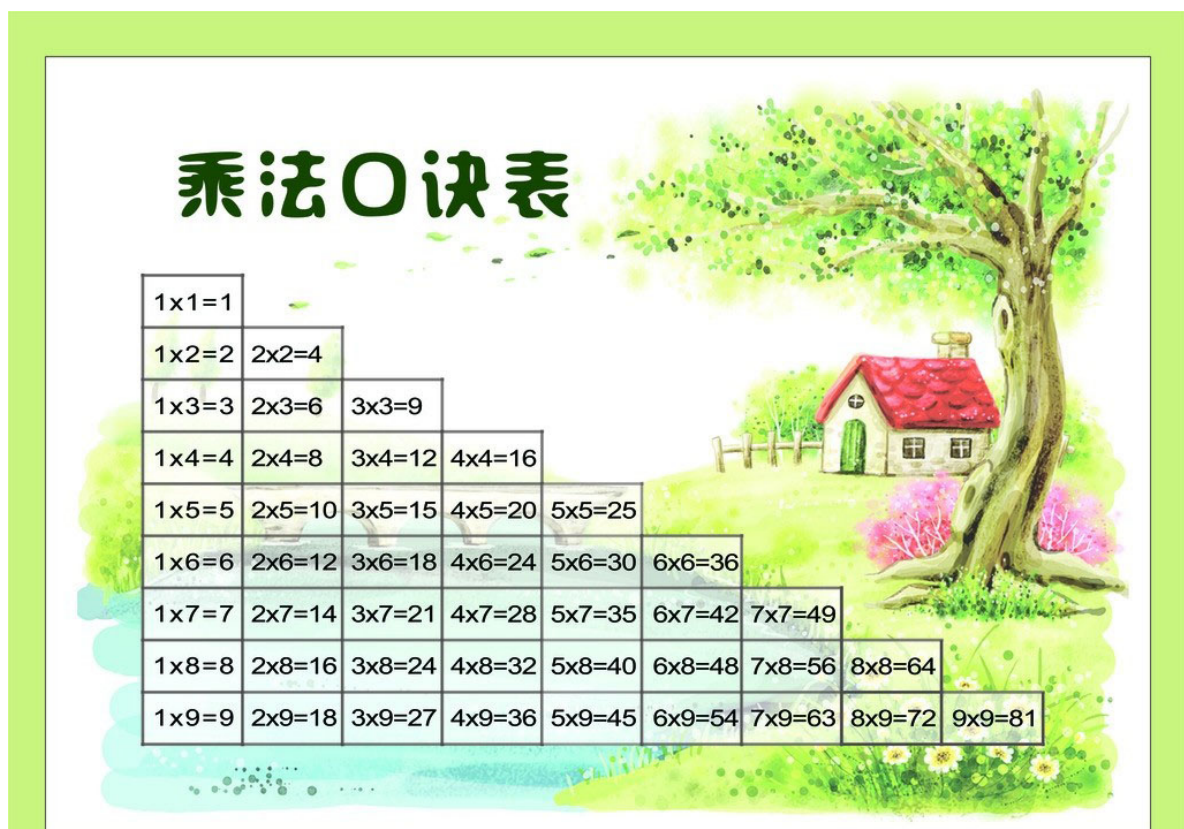 乘法口诀表
1x1=1
1x2=2 2x2=4
1x3=3 2x3=6 3x3=9
1x4=4 2x4=8 3x4=12 4x4=16
1x5=5 2x5=10 3x5=15 4x5=20 5x5=25
1x6=6 2x6=12 3x6=18 4x6=24 5x6=30 6x6=36
1x7=7 2x7=14 3x7=21 4x7=28 5x7=35 6x7=42 7x7=49
1x8=8 2x8=16 3x8=24 4x8=32 5x8=40 6x8=48 7x8=56 8x8=64
1x9=9 2x9=18 3x9=27 4x9=36 5x9=45 6x9=54 7x9=63 8x9=72 9x9=81